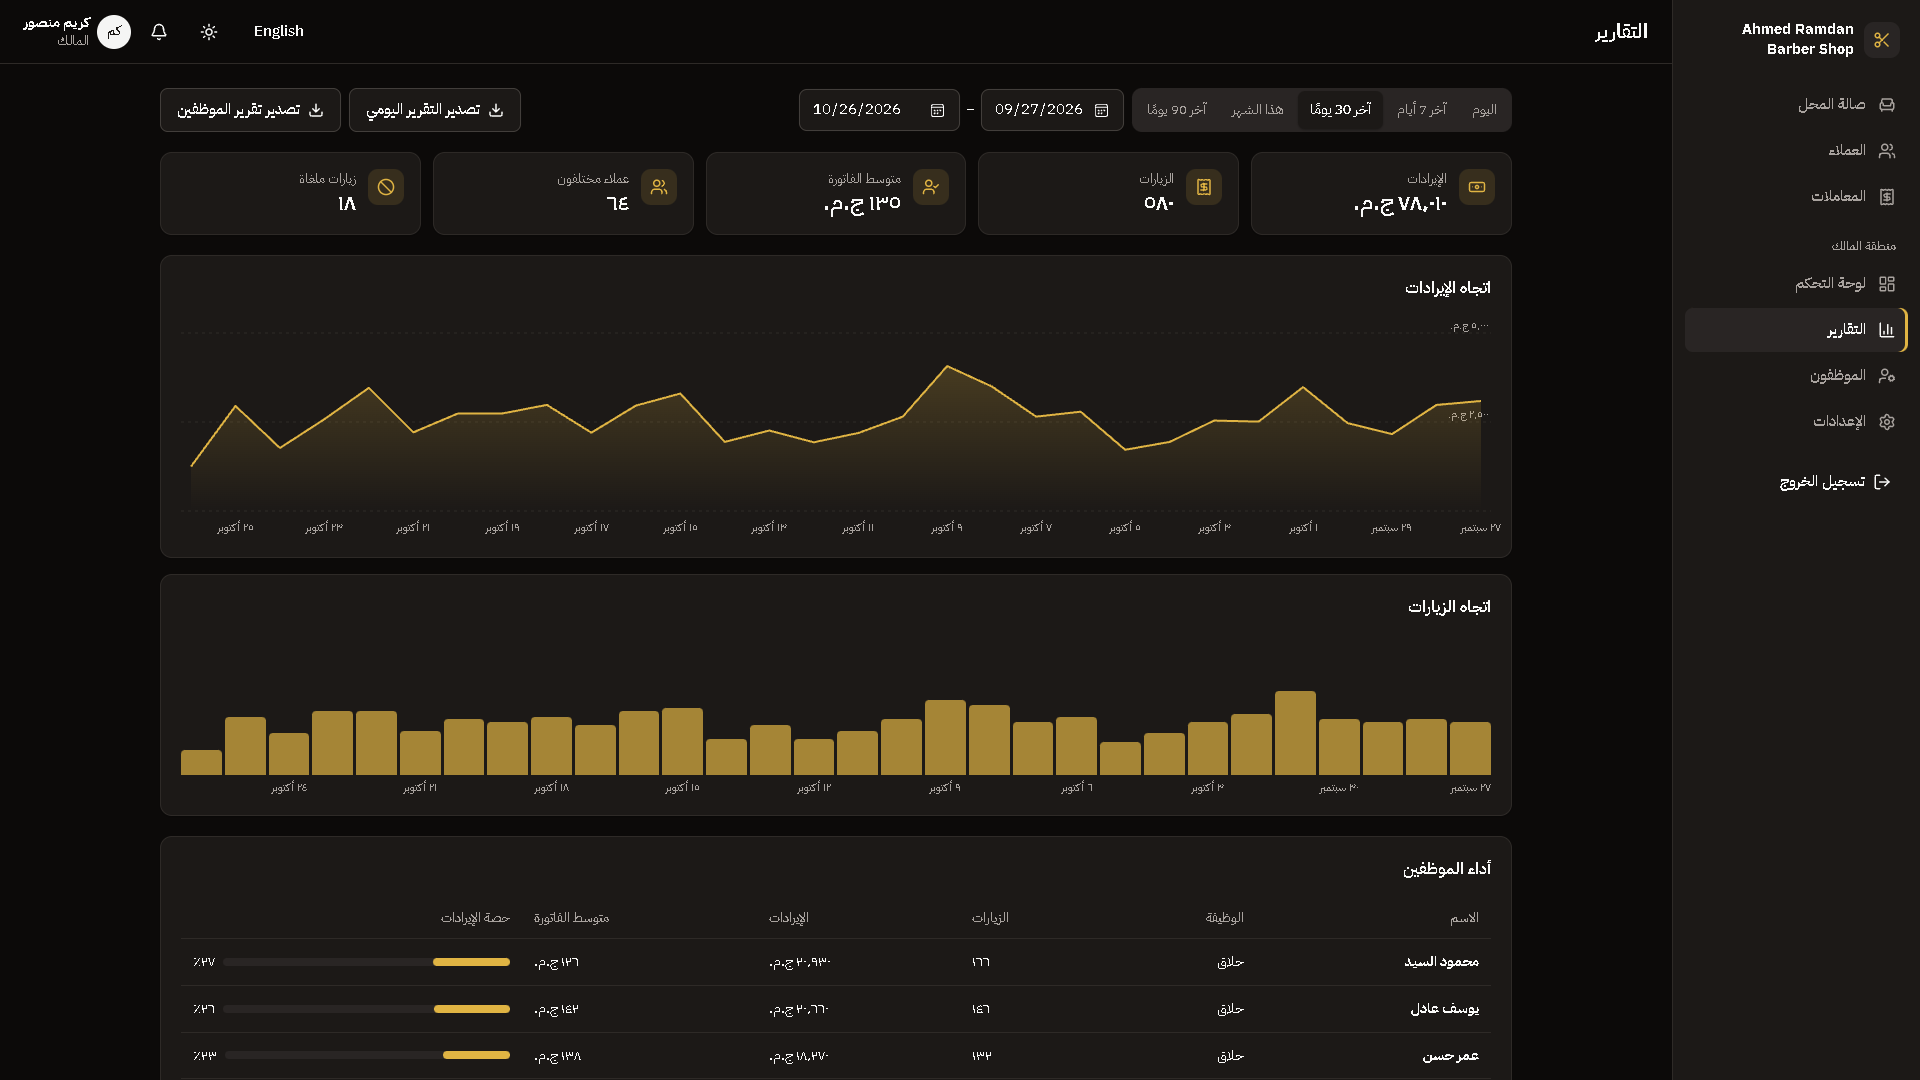 Ahmed Ramdan
Barber Shop
صالة المحل
العملاء
المعاملات
منطقة المالك
لوحة التحكم
التقارير
الموظفون
الإعدادات
تسجيل الخروج
التقارير
English
كم
كريم منصور
المالك
اليوم
آخر 7 أيام
آخر 30 يومًا
هذا الشهر
آخر 90 يومًا
09/27/2026 – 10/26/2026
تصدير التقرير اليومي
تصدير تقرير الموظفين
الإيرادات
٧٨,٠١٠ ج.م.
الزيارات
٥٨٠
متوسط الفاتورة
١٣٥ ج.م.
عملاء مختلفون
٦٤
زيارات ملغاة
١٨
اتجاه الإيرادات
٥,٠٠٠ ج.م.
٢,٥٠٠ ج.م.
٢٧ سبتمبر ٢٩ سبتمبر ١ أكتوبر ٣ أكتوبر ٥ أكتوبر ٧ أكتوبر ٩ أكتوبر ١١ أكتوبر ١٣ أكتوبر ١٥ أكتوبر ١٧ أكتوبر ١٩ أكتوبر ٢١ أكتوبر ٢٣ أكتوبر ٢٥ أكتوبر
اتجاه الزيارات
٢٧ سبتمبر ٣٠ سبتمبر ٣ أكتوبر ٦ أكتوبر ٩ أكتوبر ١٢ أكتوبر ١٥ أكتوبر ١٨ أكتوبر ٢١ أكتوبر ٢٤ أكتوبر
أداء الموظفين
الاسم الوظيفة الزيارات الإيرادات متوسط الفاتورة حصة الإيرادات
محمود السيد حلاق ١٦٦ ٢٠,٩٣٠ ج.م. ١٢٦ ج.م. ٢٧٪
يوسف عادل حلاق ١٤٦ ٢٠,٦٦٠ ج.م. ١٤٢ ج.م. ٢٦٪
عمر حسن حلاق ١٣٢ ١٨,٢٧٠ ج.م. ١٣٨ ج.م. ٢٣٪